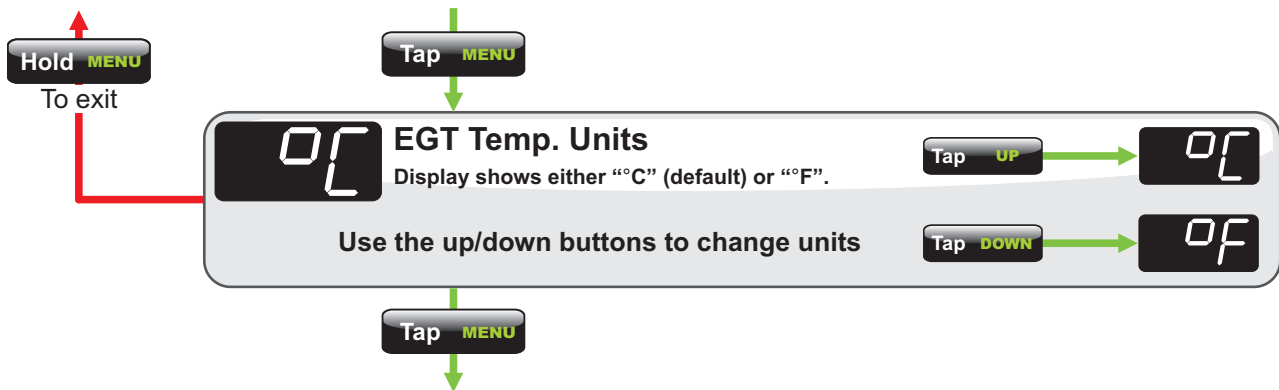 Hold MENU
To exit
Tap MENU
°C
EGT Temp. Units
Display shows either “°C” (default) or “°F”.
Tap UP
°C
Use the up/down buttons to change units
Tap DOWN
°F
Tap MENU